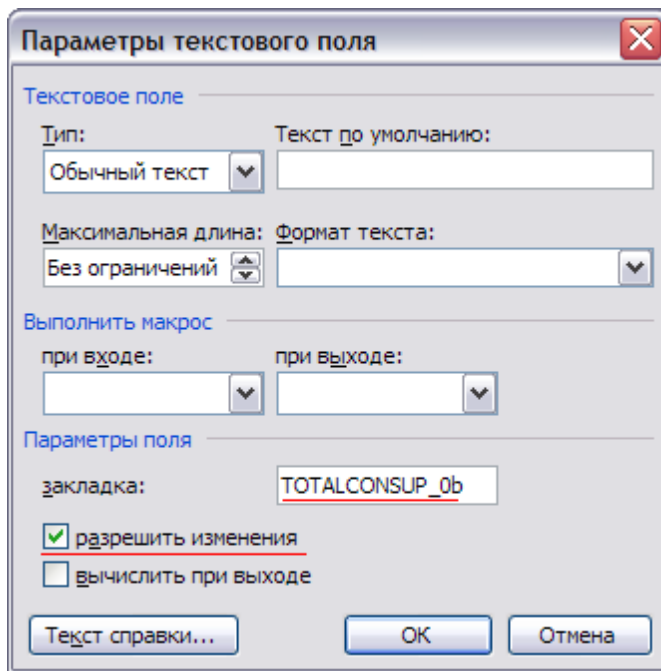 Параметры текстового поля
Текстовое поле
Тип: Текст по умолчанию:
Обычный текст
Максимальная длина: Формат текста:
Без ограничений
Выполнить макрос
при входе: при выходе:
Параметры поля
закладка: TOTALCONSUP_0b
разрешить изменения
вычислить при выходе
Текст справки... ОК Отмена